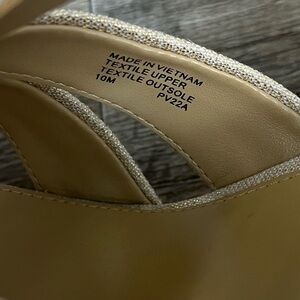 MADE IN VIETNAM
TEXTILE UPPER
TEXTILE OUTSOLE
10M PV22A